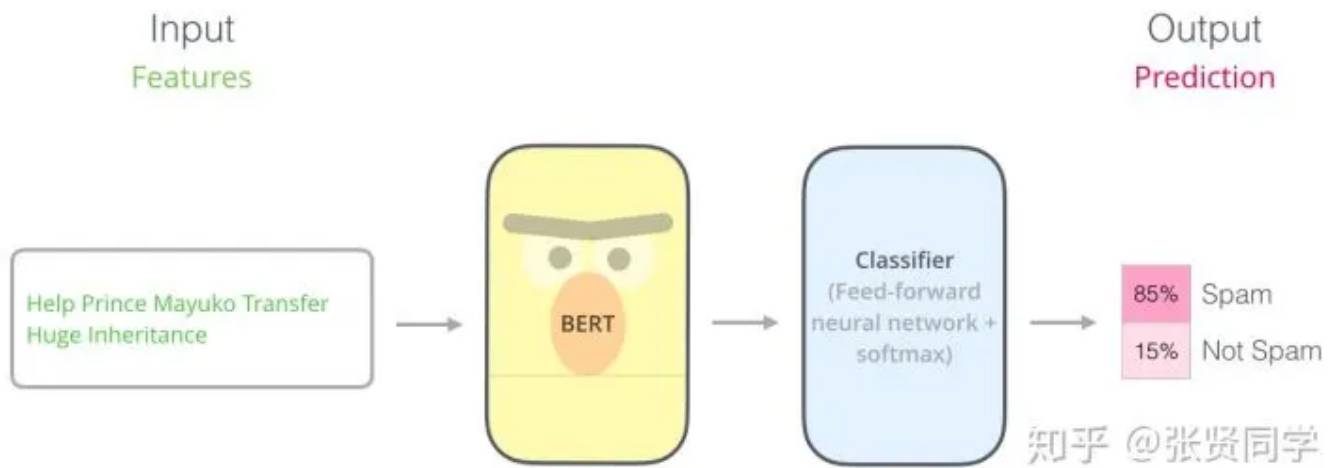 Input
Features
Output
Prediction
Help Prince Mayuko Transfer
Huge Inheritance
BERT
Classifier
(Feed-forward
neural network +
softmax)
85% Spam
15% Not Spam
知乎 @张贤同学